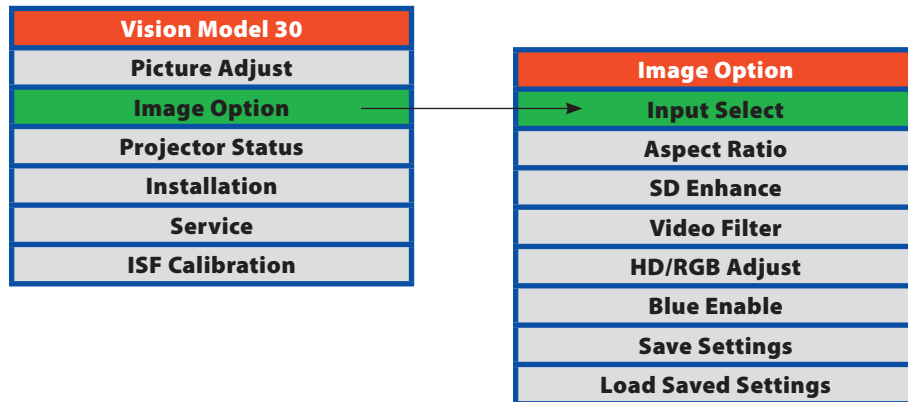 Vision Model 30
Picture Adjust
Image Option
Projector Status
Installation
Service
ISF Calibration
Image Option
Input Select
Aspect Ratio
SD Enhance
Video Filter
HD/RGB Adjust
Blue Enable
Save Settings
Load Saved Settings